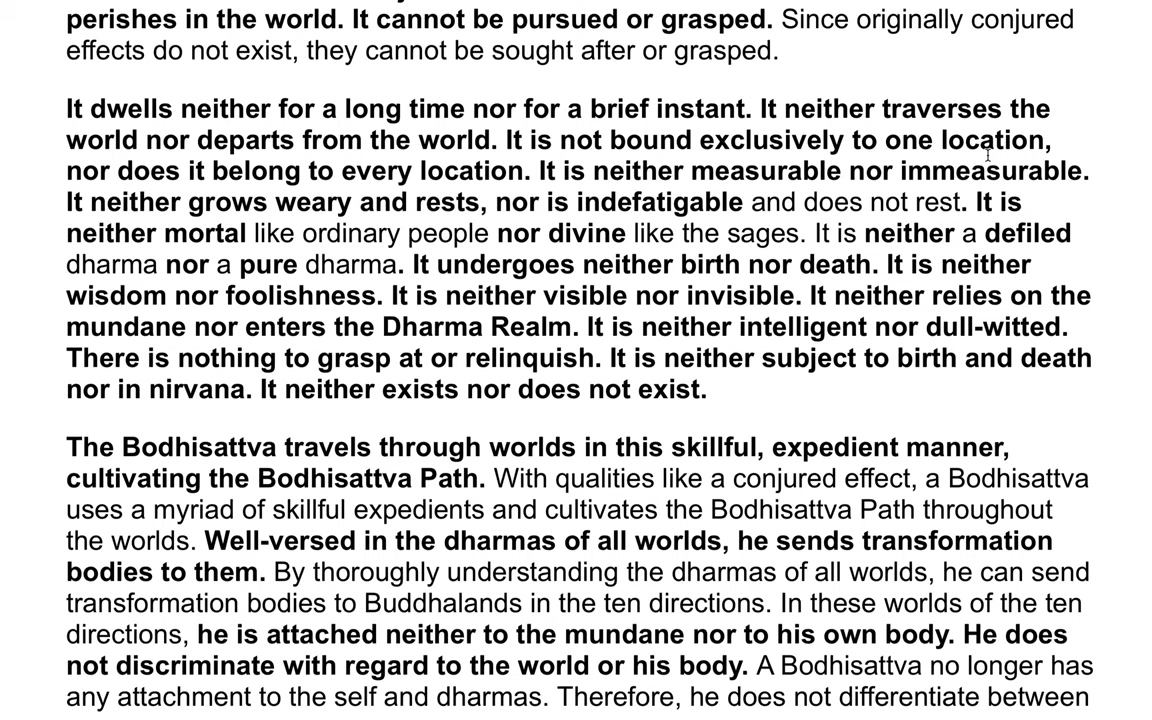 perishes in the world. It cannot be pursued or grasped. Since originally conjured
effects do not exist, they cannot be sought after or grasped.
It dwells neither for a long time nor for a brief instant. It neither traverses the
world nor departs from the world. It is not bound exclusively to one location,
nor does it belong to every location. It is neither measurable nor immeasurable.
It neither grows weary and rests, nor is indefatigable and does not rest. It is
neither mortal like ordinary people nor divine like the sages. It is neither a defiled
dharma nor a pure dharma. It undergoes neither birth nor death. It is neither
wisdom nor foolishness. It is neither visible nor invisible. It neither relies on the
mundane nor enters the Dharma Realm. It is neither intelligent nor dull-witted.
There is nothing to grasp at or relinquish. It is neither subject to birth and death
nor in nirvana. It neither exists nor does not exist.
The Bodhisattva travels through worlds in this skillful, expedient manner,
cultivating the Bodhisattva Path. With qualities like a conjured effect, a Bodhisattva
uses a myriad of skillful expedients and cultivates the Bodhisattva Path throughout
the worlds. Well-versed in the dharmas of all worlds, he sends transformation
bodies to them. By thoroughly understanding the dharmas of all worlds, he can send
transformation bodies to Buddhalands in the ten directions. In these worlds of the ten
directions, he is attached neither to the mundane nor to his own body. He does
not discriminate with regard to the world or his body. A Bodhisattva no longer has
any attachment to the self and dharmas. Therefore, he does not differentiate between